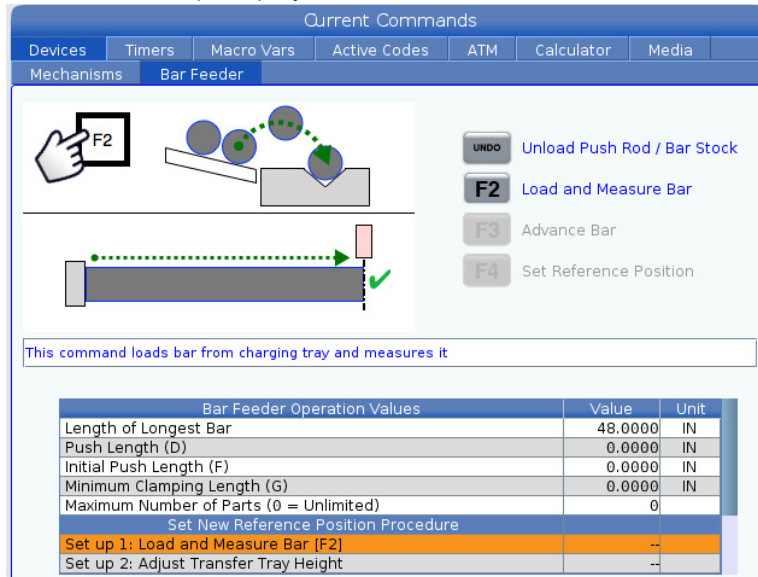 Current Commands
Devices Timers Macro Vars Active Codes ATM Calculator Media
Mechanisms Bar Feeder
F2
UNDO Unload Push Rod / Bar Stock
F2 Load and Measure Bar
F3 Advance Bar
F4 Set Reference Position
This command loads bar from charging tray and measures it
Bar Feeder Operation Values Value Unit
Length of Longest Bar 48.0000 IN
Push Length (D) 0.0000 IN
Initial Push Length (F) 0.0000 IN
Minimum Clamping Length (G) 0.0000 IN
Maximum Number of Parts (0 = Unlimited) 0
Set New Reference Position Procedure
Set up 1: Load and Measure Bar [F2] --
Set up 2: Adjust Transfer Tray Height --